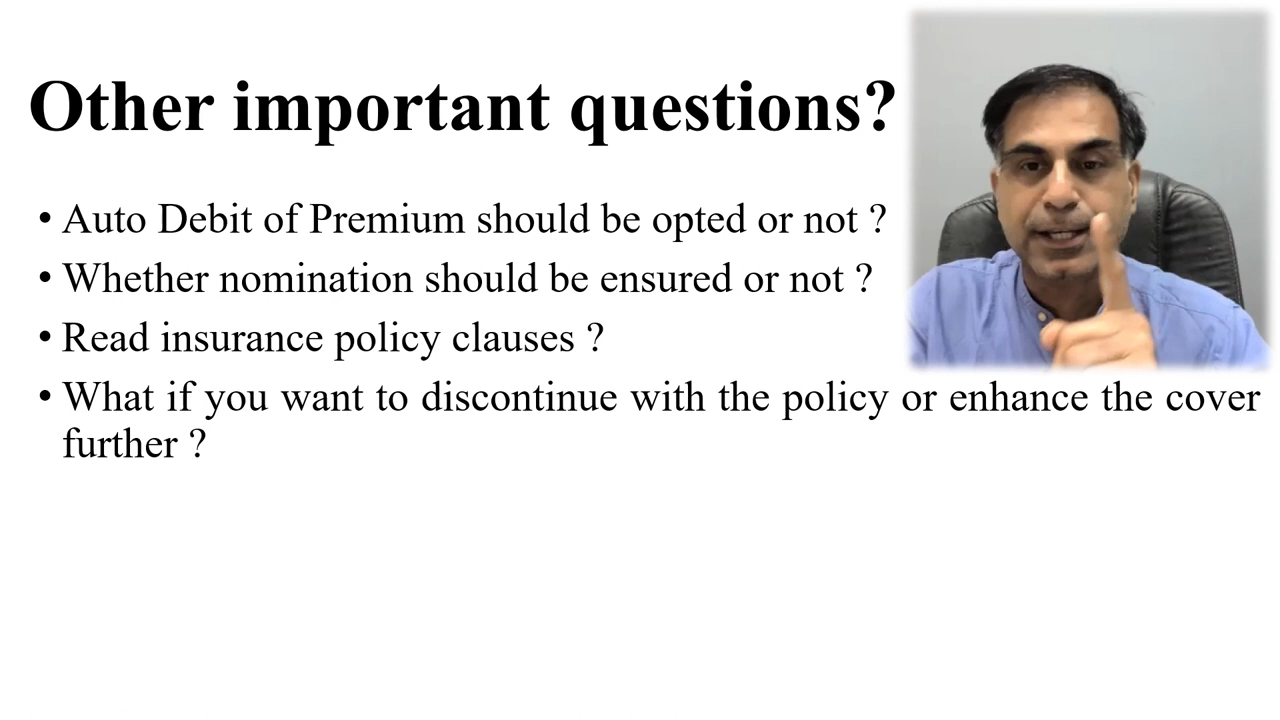 Other important questions?
• Auto Debit of Premium should be opted or not ?
• Whether nomination should be ensured or not ?
• Read insurance policy clauses ?
• What if you want to discontinue with the policy or enhance the cover
further ?